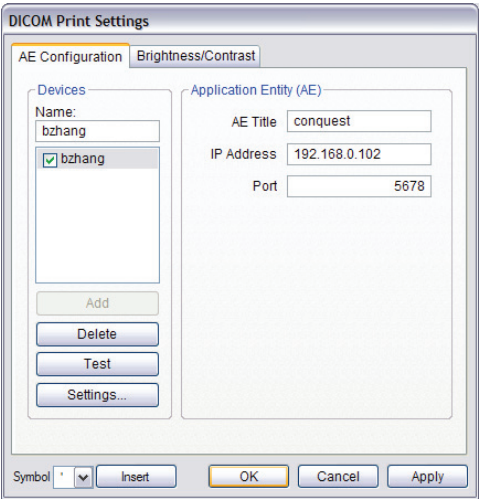 DICOM Print Settings
AE Configuration Brightness/Contrast
Devices
Name:
bzhang
bzhang
Add
Delete
Test
Settings...
Application Entity (AE)
AE Title conquest
IP Address 192.168.0.102
Port 5678
Symbol ' Insert OK Cancel Apply